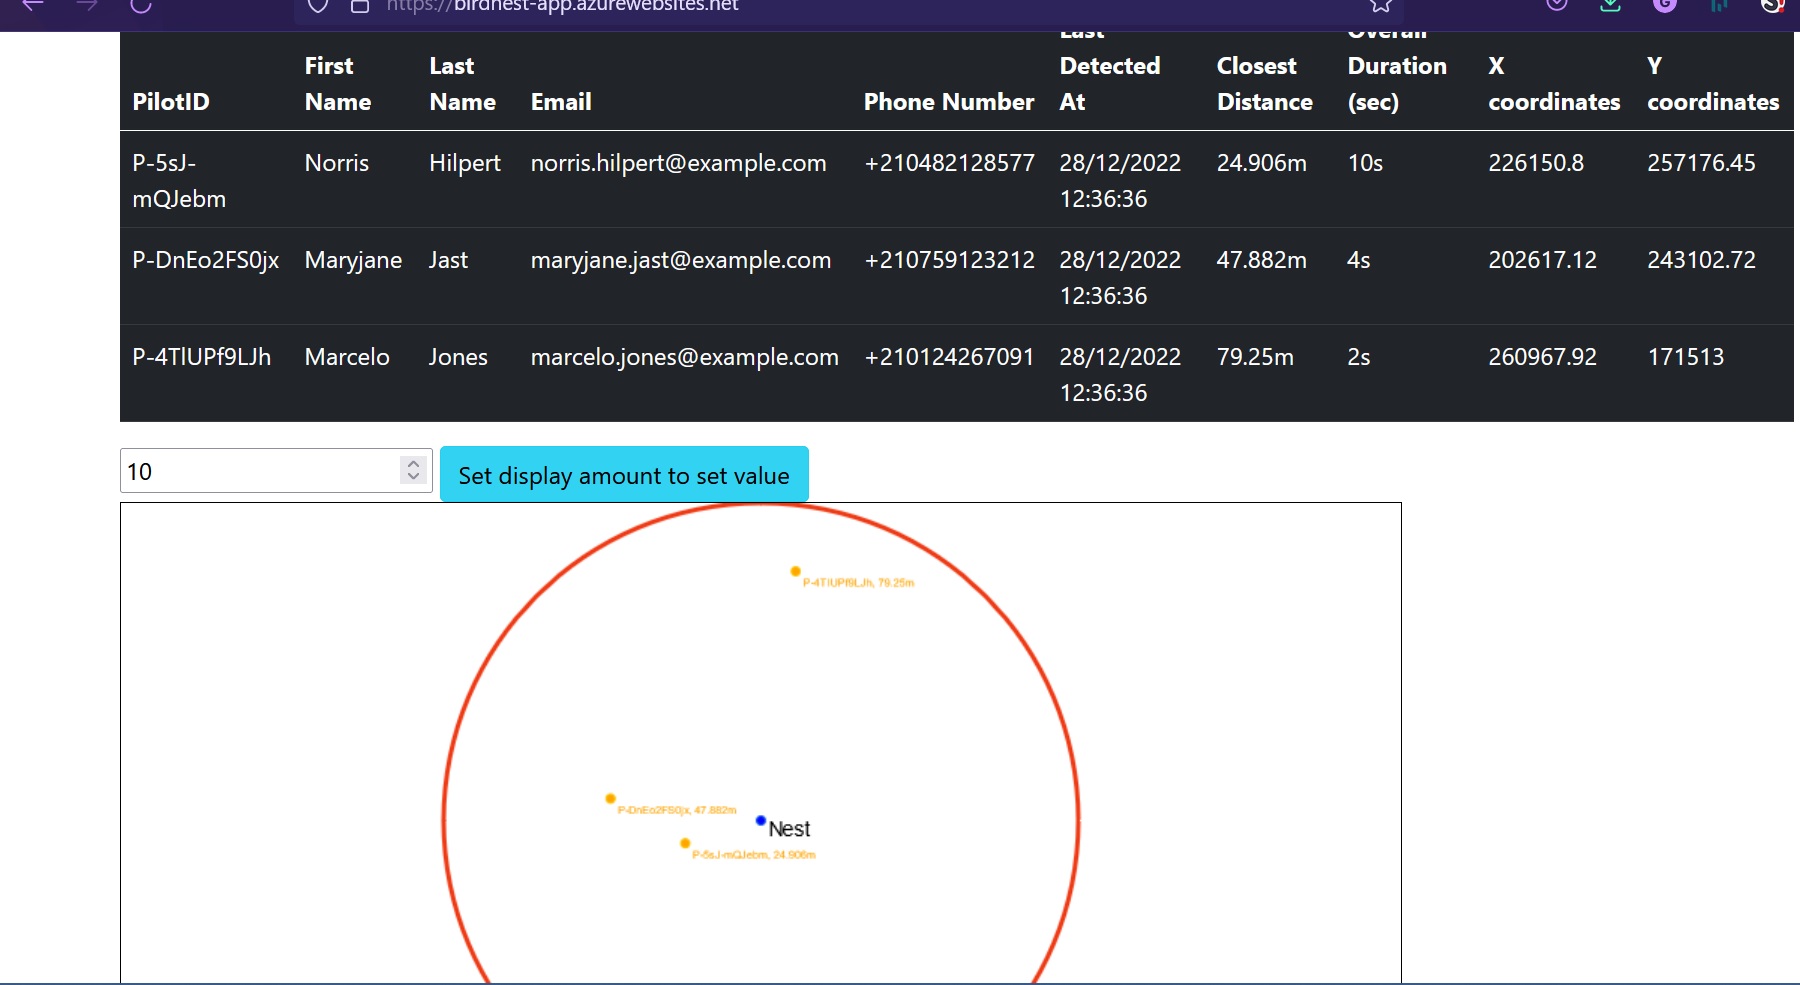 https://birdnest-app.azurewebsites.net
PilotID First Name Last Name Email Phone Number Last Detected At Closest Distance Overall Duration (sec) X coordinates Y coordinates
P-5sJ-mQJebm Norris Hilpert norris.hilpert@example.com +210482128577 28/12/2022 12:36:36 24.906m 10s 226150.8 257176.45
P-DnEo2FS0jx Maryjane Jast maryjane.jast@example.com +210759123212 28/12/2022 12:36:36 47.882m 4s 202617.12 243102.72
P-4TlUPf9LJh Marcelo Jones marcelo.jones@example.com +210124267091 28/12/2022 12:36:36 79.25m 2s 260967.92 171513
10 Set display amount to set value
P-4TlUPf9LJh, 79.25m
P-DnEo2FS0jx, 47.882m
Nest
P-5sJ-mQJebm, 24.906m